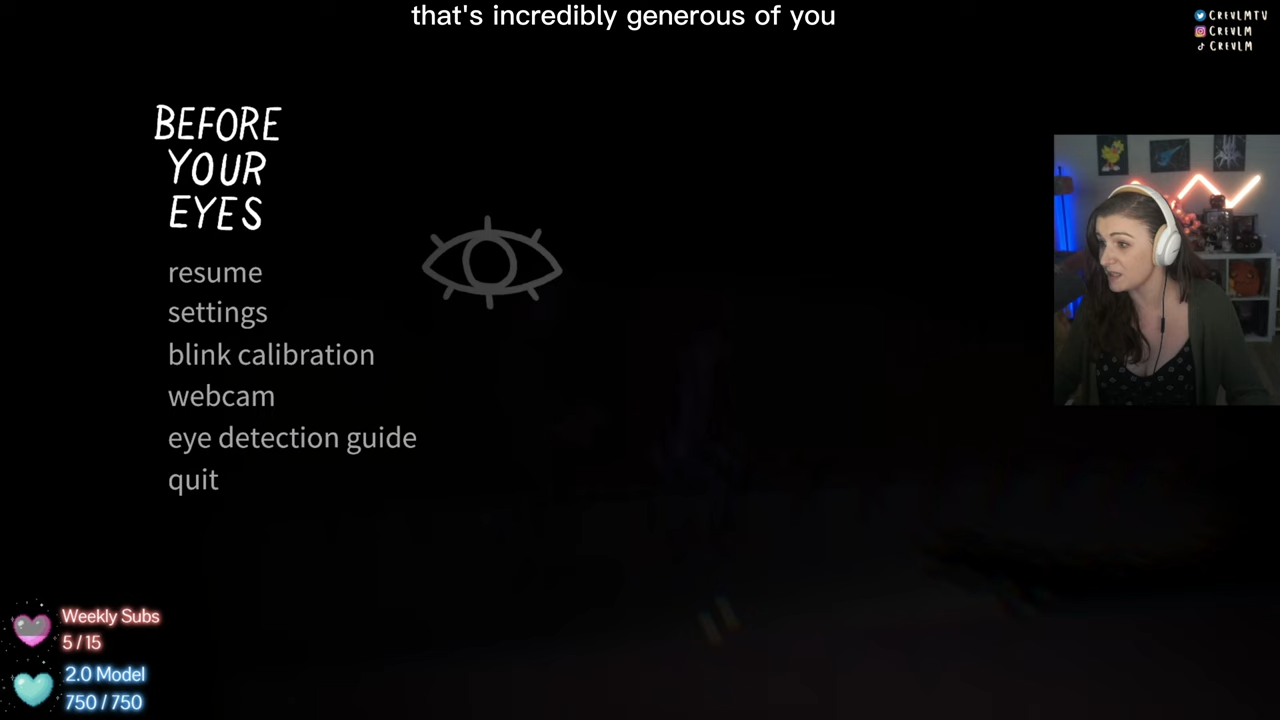 that's incredibly generous of you
CREVLMTV
CREVLM
CREVLM
BEFORE
YOUR
EYES
resume
settings
blink calibration
webcam
eye detection guide
quit
Weekly Subs
5 / 15
2.0 Model
750 / 750